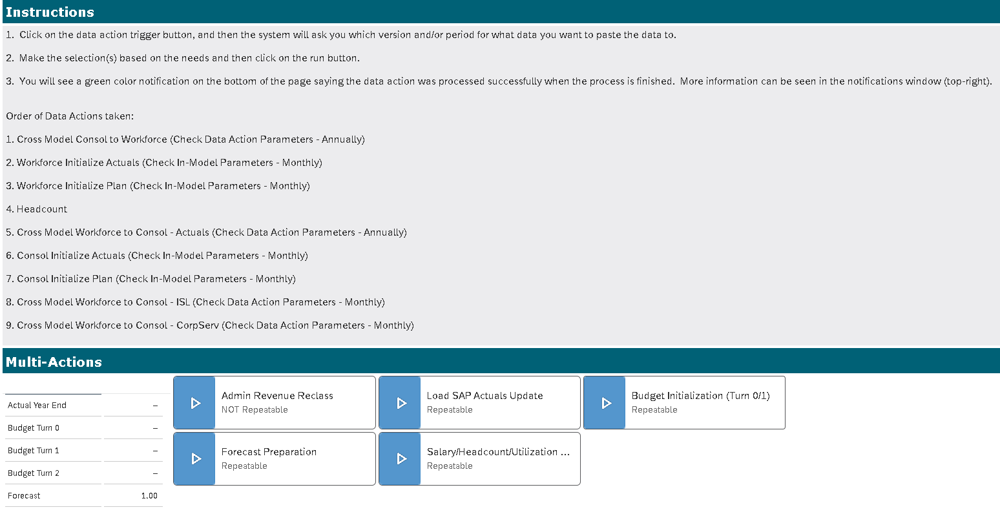 Instructions
1. Click on the data action trigger button, and then the system will ask you which version and/or period for what data you want to paste the data to.
2. Make the selection(s) based on the needs and then click on the run button.
3. You will see a green color notification on the bottom of the page saying the data action was processed successfully when the process is finished. More information can be seen in the notifications window (top-right).
Order of Data Actions taken:
1. Cross Model Consol to Workforce (Check Data Action Parameters - Annually)
2. Workforce Initialize Actuals (Check In-Model Parameters - Monthly)
3. Workforce Initialize Plan (Check In-Model Parameters - Monthly)
4. Headcount
5. Cross Model Workforce to Consol - Actuals (Check Data Action Parameters - Annually)
6. Consol Initialize Actuals (Check In-Model Parameters - Monthly)
7. Consol Initialize Plan (Check In-Model Parameters - Monthly)
8. Cross Model Workforce to Consol - ISL (Check Data Action Parameters - Monthly)
9. Cross Model Workforce to Consol - CorpServ (Check Data Action Parameters - Monthly)
Multi-Actions
Actual Year End –
Budget Turn 0 –
Budget Turn 1 –
Budget Turn 2 –
Forecast 1.00
Admin Revenue Reclass
NOT Repeatable
Load SAP Actuals Update
Repeatable
Budget Initialization (Turn 0/1)
Repeatable
Forecast Preparation
Repeatable
Salary/Headcount/Utilization ...
Repeatable